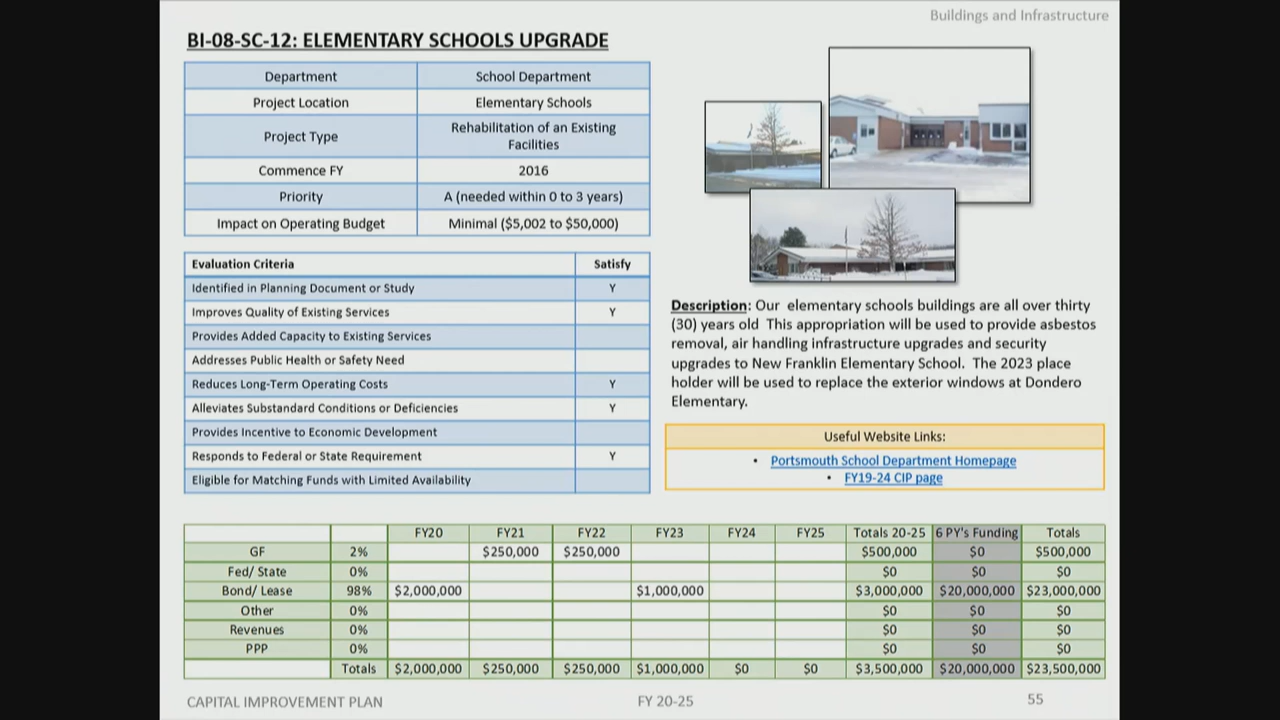 Buildings and Infrastructure
BI-08-SC-12: ELEMENTARY SCHOOLS UPGRADE
Department School Department
Project Location Elementary Schools
Project Type Rehabilitation of an Existing
Facilities
Commence FY 2016
Priority A (needed within 0 to 3 years)
Impact on Operating Budget Minimal ($5,002 to $50,000)
Evaluation Criteria Satisfy
Identified in Planning Document or Study Y
Improves Quality of Existing Services Y
Provides Added Capacity to Existing Services
Addresses Public Health or Safety Need
Reduces Long-Term Operating Costs Y
Alleviates Substandard Conditions or Deficiencies Y
Provides Incentive to Economic Development
Responds to Federal or State Requirement Y
Eligible for Matching Funds with Limited Availability
Description: Our elementary schools buildings are all over thirty
(30) years old This appropriation will be used to provide asbestos
removal, air handling infrastructure upgrades and security
upgrades to New Franklin Elementary School. The 2023 place
holder will be used to replace the exterior windows at Dondero
Elementary.
Useful Website Links:
• Portsmouth School Department Homepage
• FY19-24 CIP page
FY20 FY21 FY22 FY23 FY24 FY25 Totals 20-25 6 PY's Funding Totals
GF 2% $250,000 $250,000 $500,000 $0 $500,000
Fed/ State 0% $0 $0 $0
Bond/ Lease 98% $2,000,000 $1,000,000 $3,000,000 $20,000,000 $23,000,000
Other 0% $0 $0 $0
Revenues 0% $0 $0 $0
PPP 0% $0 $0 $0
Totals $2,000,000 $250,000 $250,000 $1,000,000 $0 $0 $3,500,000 $20,000,000 $23,500,000
CAPITAL IMPROVEMENT PLAN FY 20-25 55